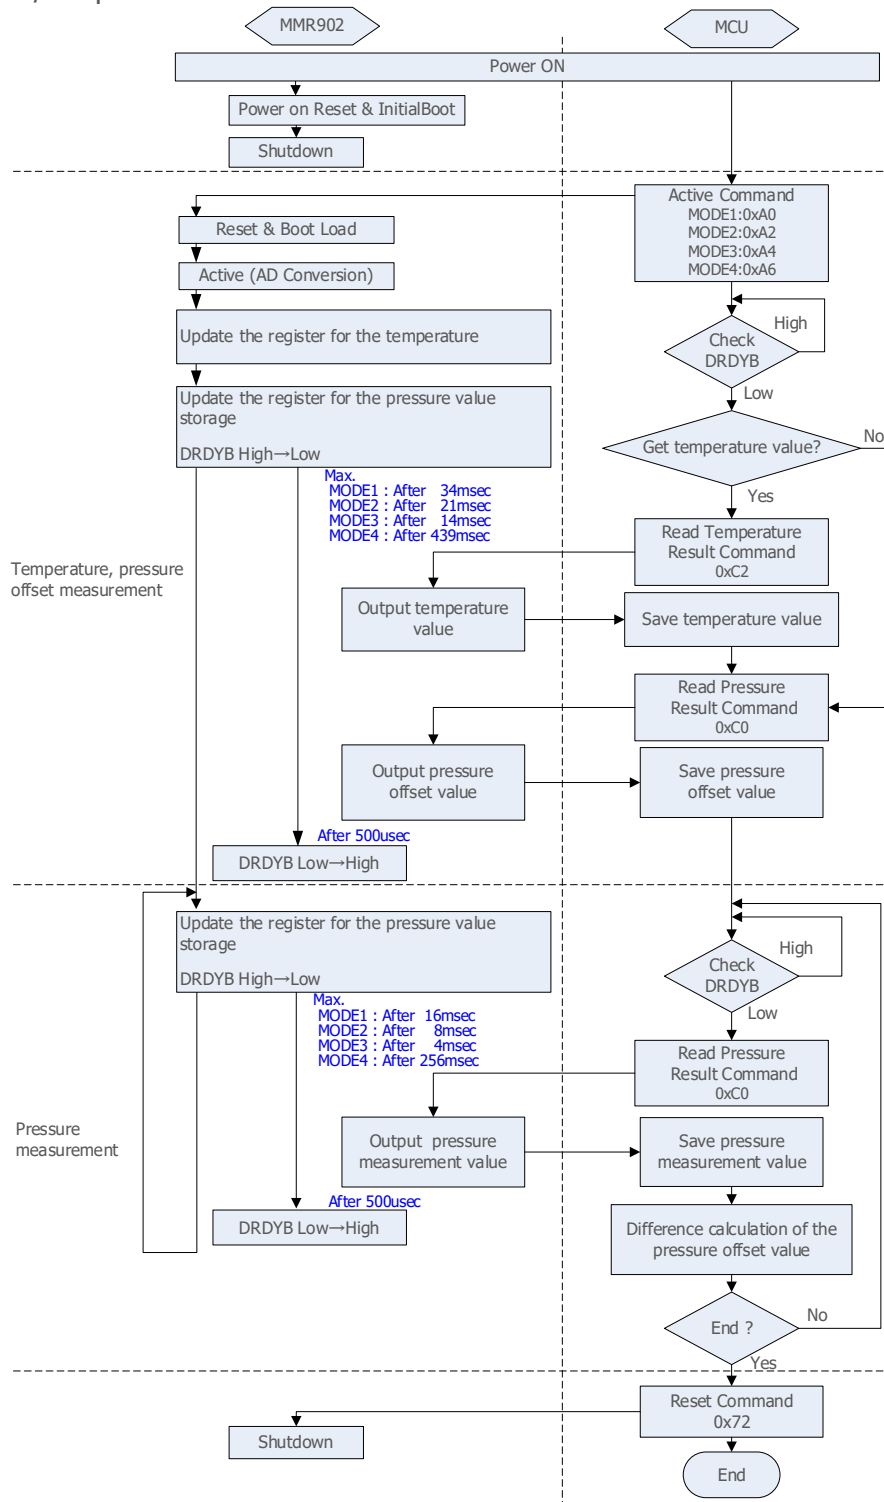 MMR902
MCU
Power ON
Power on Reset & InitialBoot
Shutdown
Active Command
MODE1:0xA0
MODE2:0xA2
MODE3:0xA4
MODE4:0xA6
Reset & Boot Load
Active (AD Conversion)
Update the register for the temperature
High
Check
DRDYB
Low
Update the register for the pressure value
storage
DRDYB High→Low
Get temperature value?
No
Yes
Max.
MODE1 : After 34msec
MODE2 : After 21msec
MODE3 : After 14msec
MODE4 : After 439msec
Read Temperature
Result Command
0xC2
Temperature, pressure
offset measurement
Output temperature
value
Save temperature value
Read Pressure
Result Command
0xC0
Output pressure
offset value
Save pressure
offset value
After 500usec
DRDYB Low→High
Update the register for the pressure value
storage
DRDYB High→Low
High
Check
DRDYB
Low
Max.
MODE1 : After 16msec
MODE2 : After 8msec
MODE3 : After 4msec
MODE4 : After 256msec
Read Pressure
Result Command
0xC0
Pressure
measurement
Output pressure
measurement value
Save pressure
measurement value
After 500usec
DRDYB Low→High
Difference calculation of the
pressure offset value
End ?
No
Yes
Reset Command
0x72
Shutdown
End